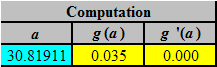 Computation
a g(a) g '(a)
30.81911 0.035 0.000